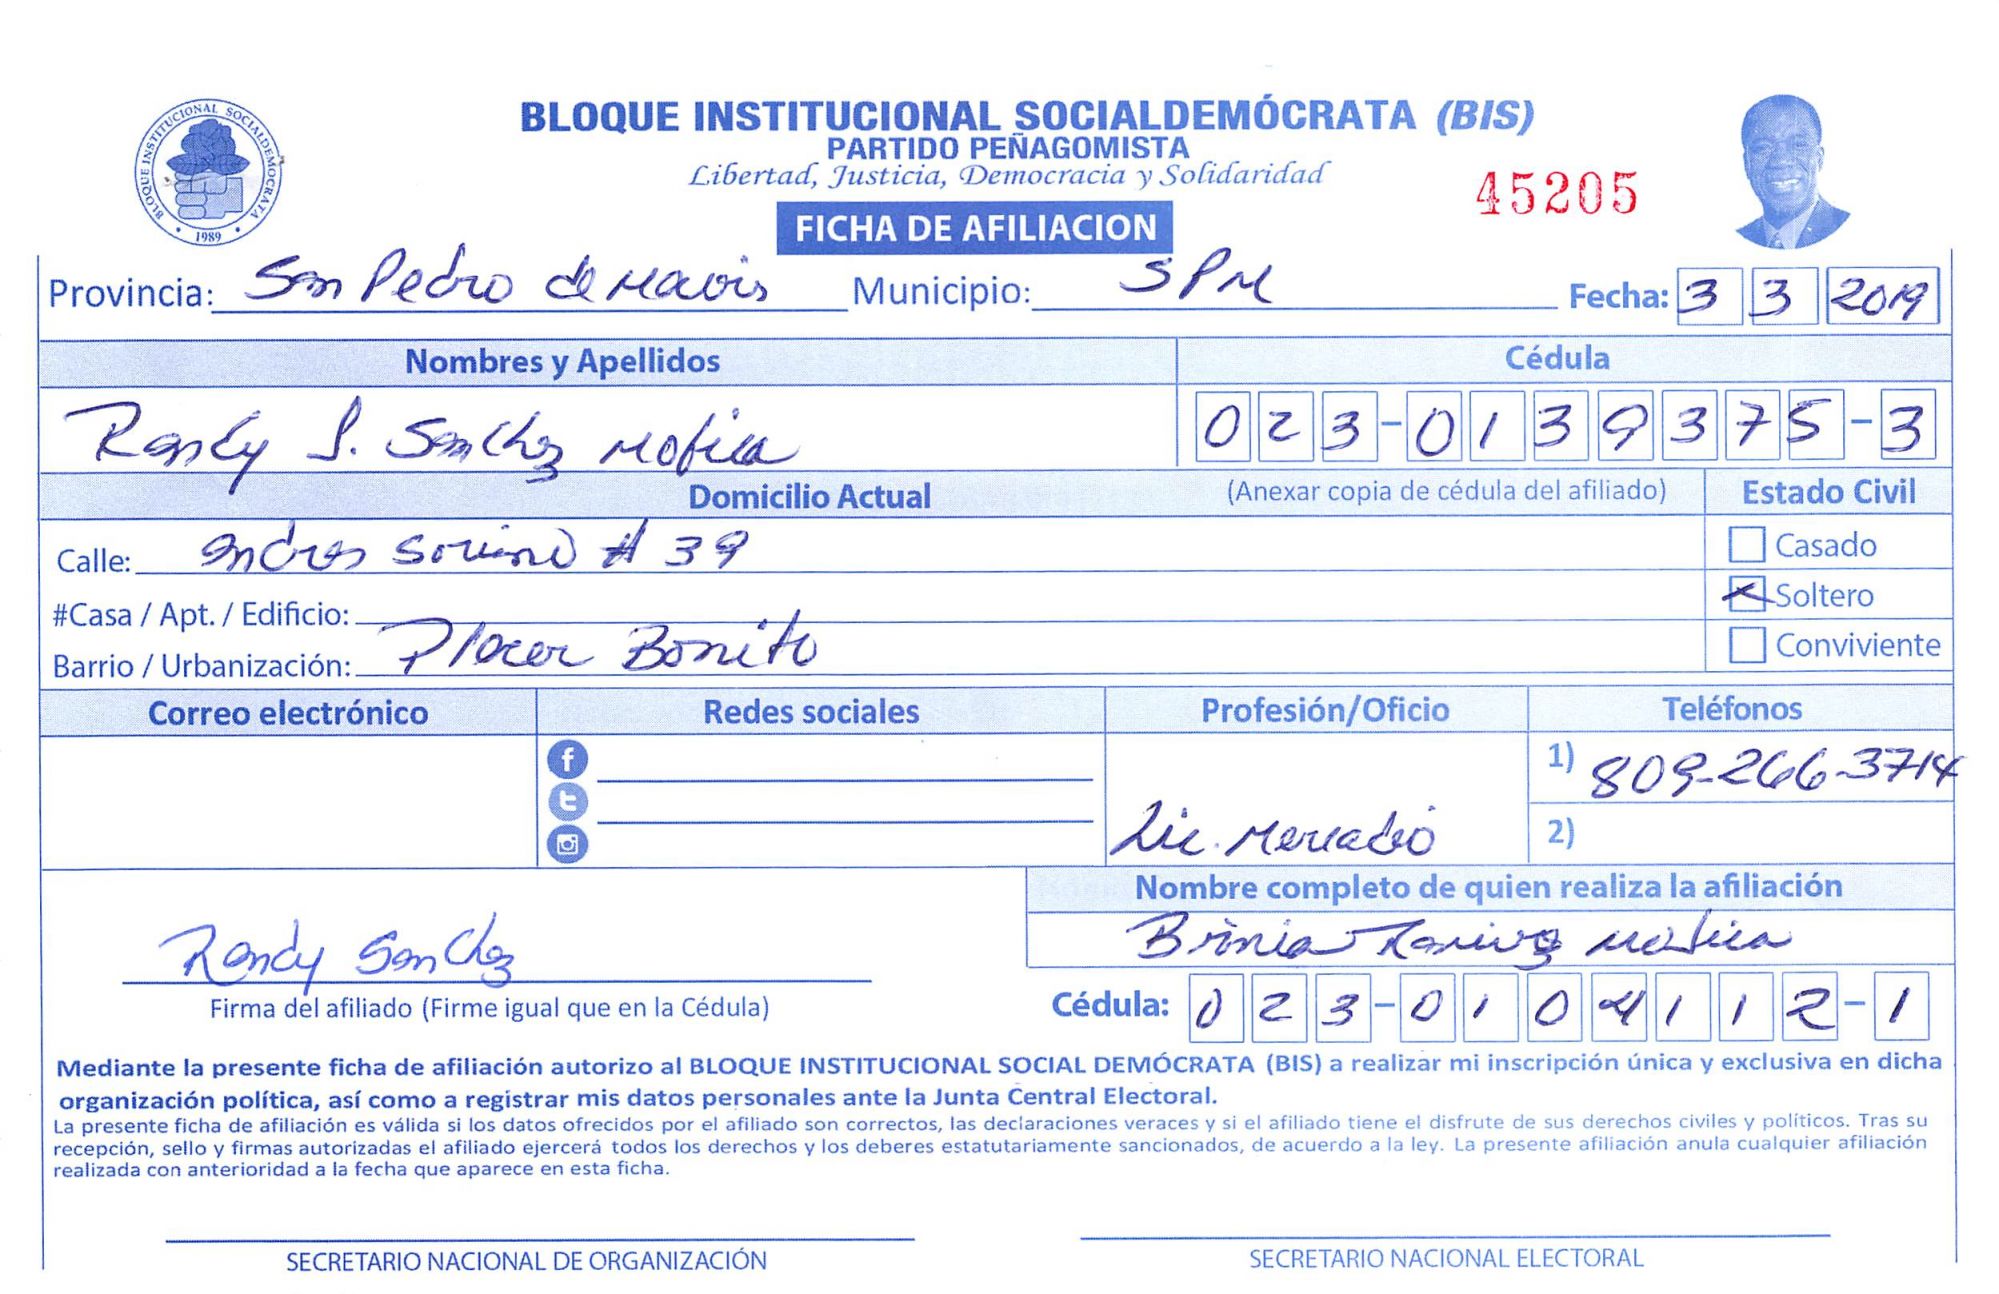 BLOQUE INSTITUCIONAL SOCIALDEMOCRATA
1989
BLOQUE INSTITUCIONAL SOCIALDEMÓCRATA (BIS)
PARTIDO PEÑAGOMISTA
Libertad, Justicia, Democracia y Solidaridad
45205
FICHA DE AFILIACION
Provincia: San Pedro de Macoris Municipio: SPM Fecha: 3 3 2019
Nombres y Apellidos Cédula
Randy S. Sanchez Mojica 023-0139375-3
Domicilio Actual (Anexar copia de cédula del afiliado) Estado Civil
Calle: Andres # 39 Casado
#Casa / Apt. / Edificio: Soltero
Barrio / Urbanización: Placer Bonito Conviviente
Correo electrónico Redes sociales Profesión/Oficio Teléfonos
1) 809-266-3714
Lic. Mercadeo 2)
Nombre completo de quien realiza la afiliación
Ramirez Mojica
Randy Sanchez
Firma del afiliado (Firme igual que en la Cédula) Cédula: 023-0104112-1
Mediante la presente ficha de afiliación autorizo al BLOQUE INSTITUCIONAL SOCIAL DEMÓCRATA (BIS) a realizar mi inscripción única y exclusiva en dicha
organización política, así como a registrar mis datos personales ante la Junta Central Electoral.
La presente ficha de afiliación es válida si los datos ofrecidos por el afiliado son correctos, las declaraciones veraces y si el afiliado tiene el disfrute de sus derechos civiles y políticos. Tras su
recepción, sello y firmas autorizadas el afiliado ejercerá todos los derechos y los deberes estatutariamente sancionados, de acuerdo a la ley. La presente afiliación anula cualquier afiliación
realizada con anterioridad a la fecha que aparece en esta ficha.
SECRETARIO NACIONAL DE ORGANIZACIÓN SECRETARIO NACIONAL ELECTORAL